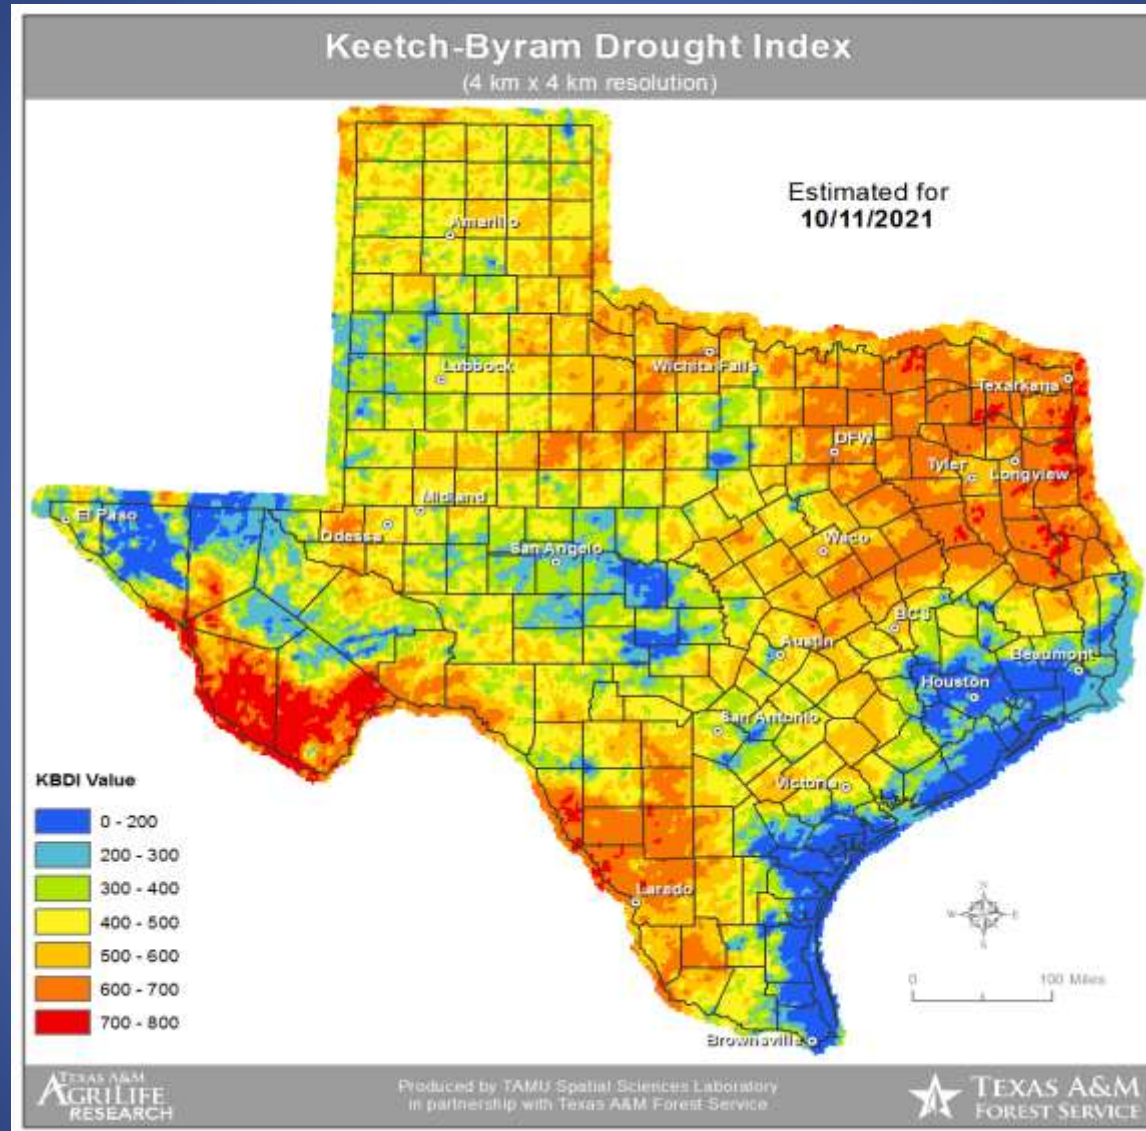 Keetch-Byram Drought Index
(4 km x 4 km resolution)
Estimated for
10/11/2021
Amarillo
Lubbock
Wichita Falls
Texarkana
DFW
Tyler
Longview
Midland
El Paso
Odessa
San Angelo
Waco
BCS
Austin
Beaumont
Houston
San Antonio
Victoria
Laredo
Brownsville
KBDI Value
0 - 200
200 - 300
300 - 400
400 - 500
500 - 600
600 - 700
700 - 800
N
W E
S
0 100 Miles
TEXAS A&M
AGRILIFE
RESEARCH
Produced by TAMU Spatial Sciences Laboratory
in partnership with Texas A&M Forest Service
TEXAS A&M
FOREST SERVICE